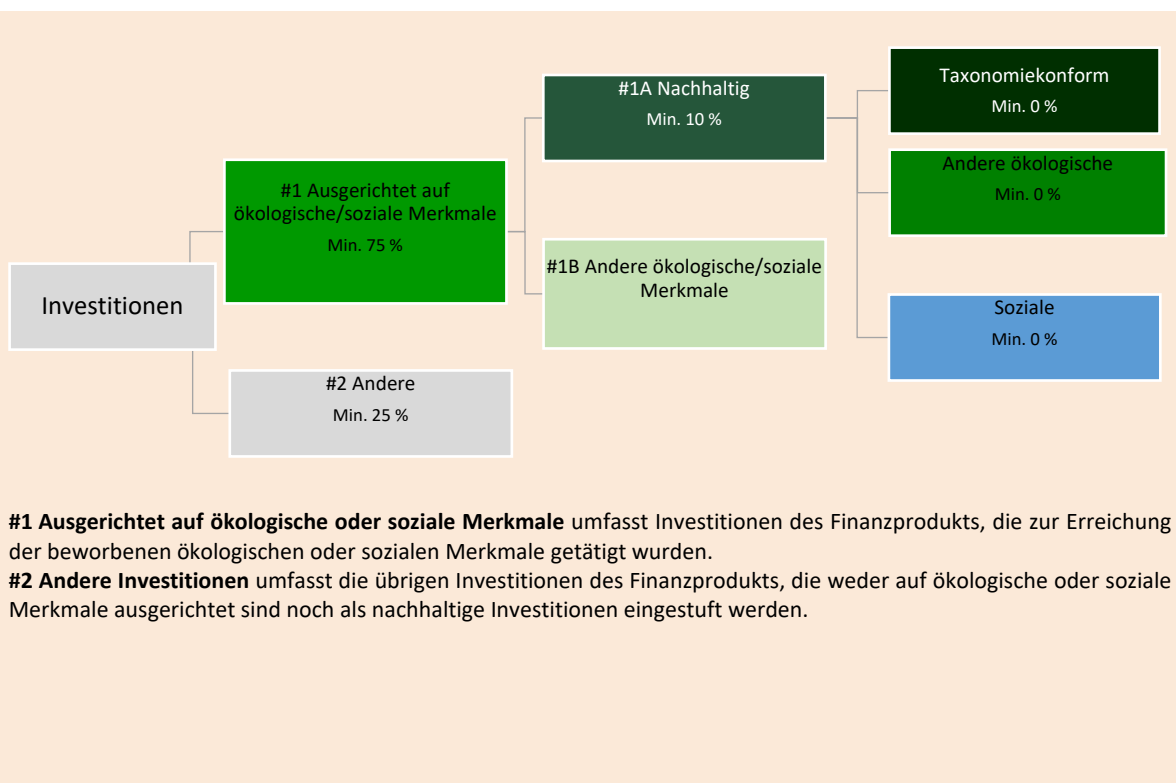 Investitionen
#1 Ausgerichtet auf
ökologische/soziale Merkmale
Min. 75 %
#2 Andere
Min. 25 %
#1A Nachhaltig
Min. 10 %
#1B Andere ökologische/soziale
Merkmale
Taxonomiekonform
Min. 0 %
Andere ökologische
Min. 0 %
Soziale
Min. 0 %
#1 Ausgerichtet auf ökologische oder soziale Merkmale umfasst Investitionen des Finanzprodukts, die zur Erreichung
der beworbenen ökologischen oder sozialen Merkmale getätigt wurden.
#2 Andere Investitionen umfasst die übrigen Investitionen des Finanzprodukts, die weder auf ökologische oder soziale
Merkmale ausgerichtet sind noch als nachhaltige Investitionen eingestuft werden.